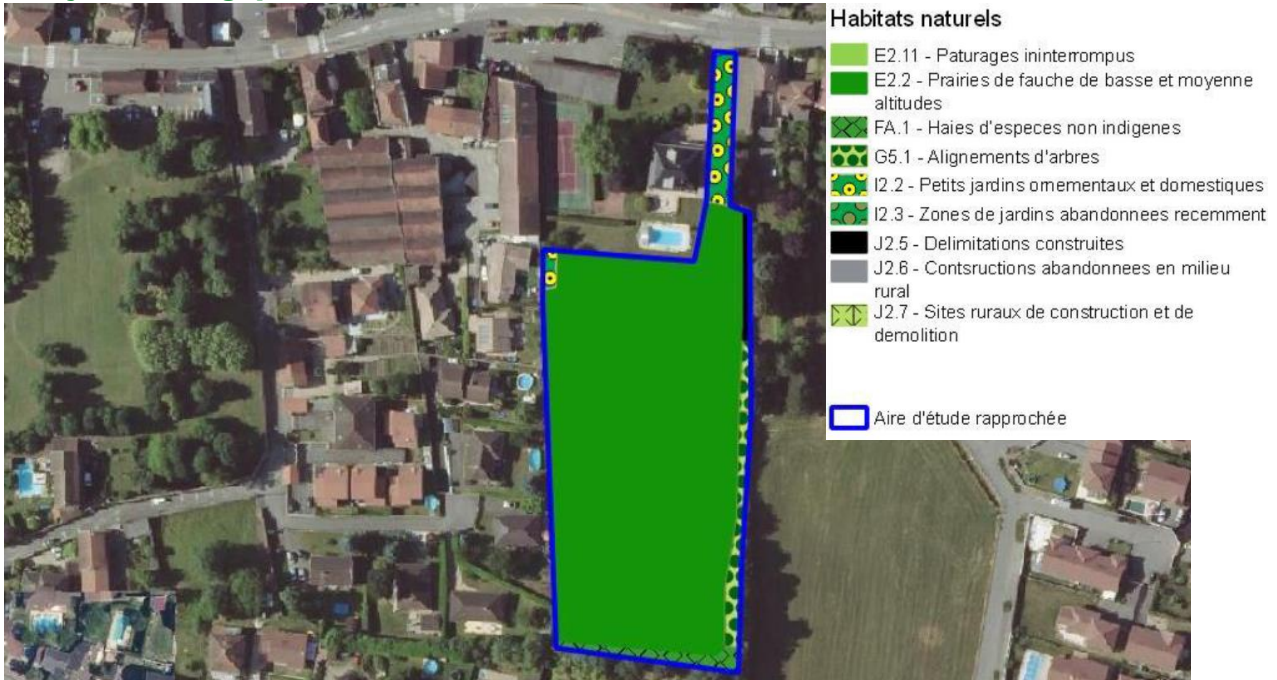 Habitats naturels
E2.11 - Paturages ininterrompus
E2.2 - Prairies de fauche de basse et moyenne
altitudes
FA.1 - Haies d'especes non indigenes
G5.1 - Alignements d'arbres
I2.2 - Petits jardins ornementaux et domestiques
I2.3 - Zones de jardins abandonnees recemment
J2.5 - Delimitations construites
J2.6 - Contsructions abandonnees en milieu
rural
J2.7 - Sites ruraux de construction et de
demolition
Aire d'étude rapprochée